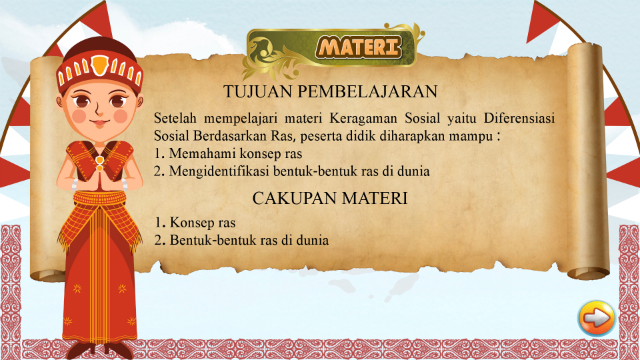 MATERI
TUJUAN PEMBELAJARAN
Setelah mempelajari materi Keragaman Sosial yaitu Diferensiasi
Sosial Berdasarkan Ras, peserta didik diharapkan mampu :
1. Memahami konsep ras
2. Mengidentifikasi bentuk-bentuk ras di dunia
CAKUPAN MATERI
1. Konsep ras
2. Bentuk-bentuk ras di dunia